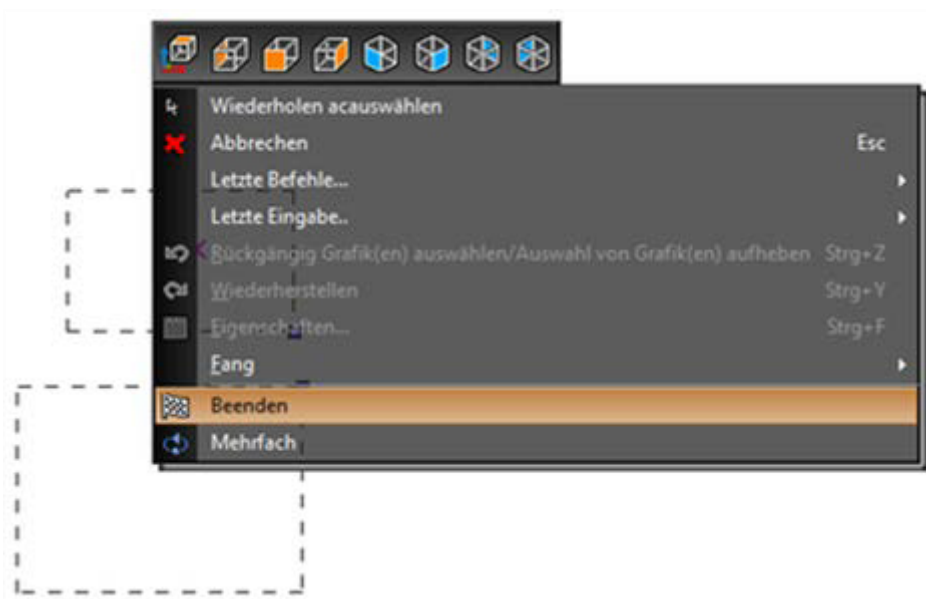 Wiederholen acauswählen
Abbrechen Esc
Letzte Befehle...
Letzte Eingabe..
Rückgängig Grafik(en) auswählen/Auswahl von Grafik(en) aufheben Strg+Z
Wiederherstellen Strg+Y
Eigenschaften... Strg+F
Fang
Beenden
Mehrfach